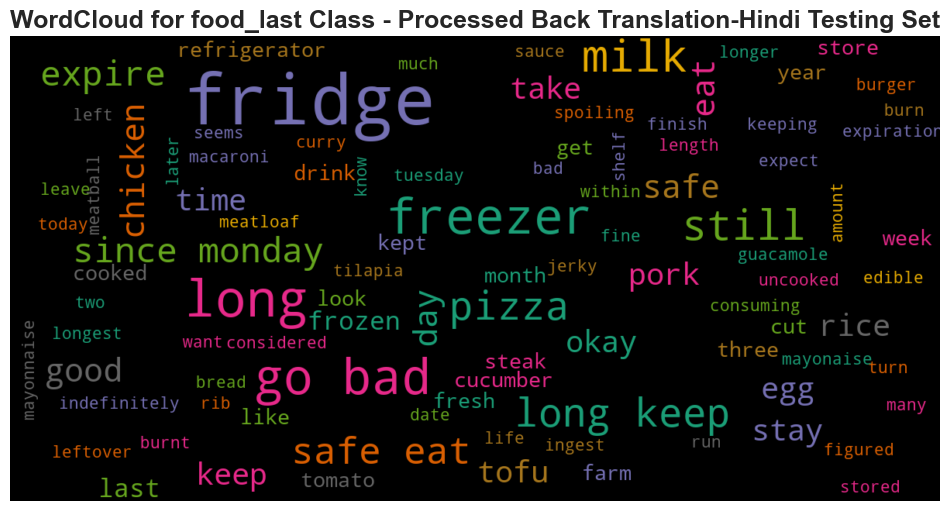 WordCloud for food_last Class - Processed Back Translation-Hindi Testing Set
refrigerator
sauce
milk
longer
store
expire
fridge
much
take
eat
year
burger
left
chicken
seems
curry
spoiling
get
shelf
finish
keeping
burn
expiration
later
macaroni
length
bad
expect
leave
meatball
time
drink
know
tuesday
within
safe
amount
today
meatloaf
freezer
still
since monday
kept
fine
week
guacamole
cooked
tilapia
month
jerky
pork
uncooked
edible
two
long
look
day
pizza
consuming
longest
frozen
cut
rice
mayonnaise
want
considered
okay
three
mayonaise
good
go bad
steak
turn
bread
cucumber
egg
indefinitely
rib
like
fresh
date
long keep
stay
many
leftover
burnt
safe eat
life
ingest
run
figured
keep
tomato
tofu
farm
last
stored